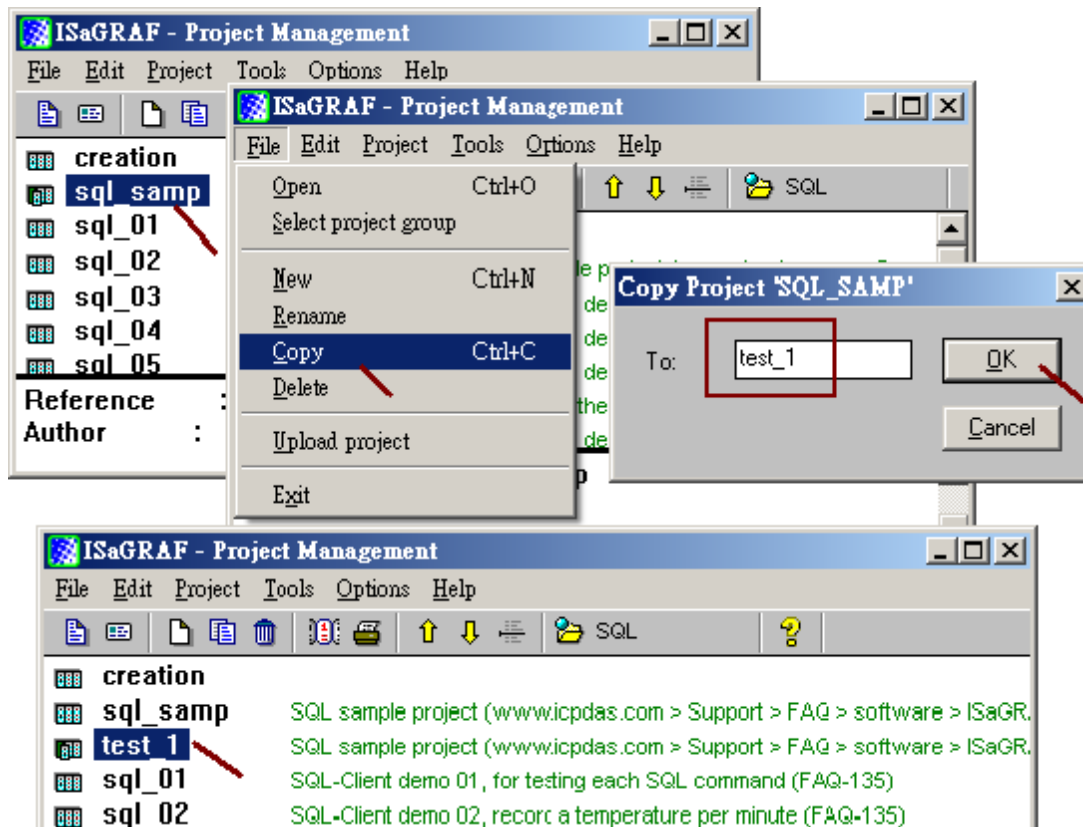 ISaGRAF - Project Management
File Edit Project Tools Options Help
creation
sql_samp
sql_01
sql_02
sql_03
sql_04
sql_05
Reference :
Author :
ISaGRAF - Project Management
File Edit Project Tools Options Help
SQL
Open Ctrl+O
Select project group
New Ctrl+N
Rename
Copy Ctrl+C
Delete
Upload project
Exit
de
de
de
the
de
Copy Project 'SQL_SAMP'
To: test_1
OK
Cancel
ISaGRAF - Project Management
File Edit Project Tools Options Help
SQL
creation
sql_samp SQL sample project (www.icpdas.com > Support > FAQ > software > ISaGR
test_1 SQL sample project (www.icpdas.com > Support > FAQ > software > ISaGR
sql_01 SQL-Client demo 01, for testing each SQL command (FAQ-135)
sql_02 SQL-Client demo 02, record a temperature per minute (FAQ-135)